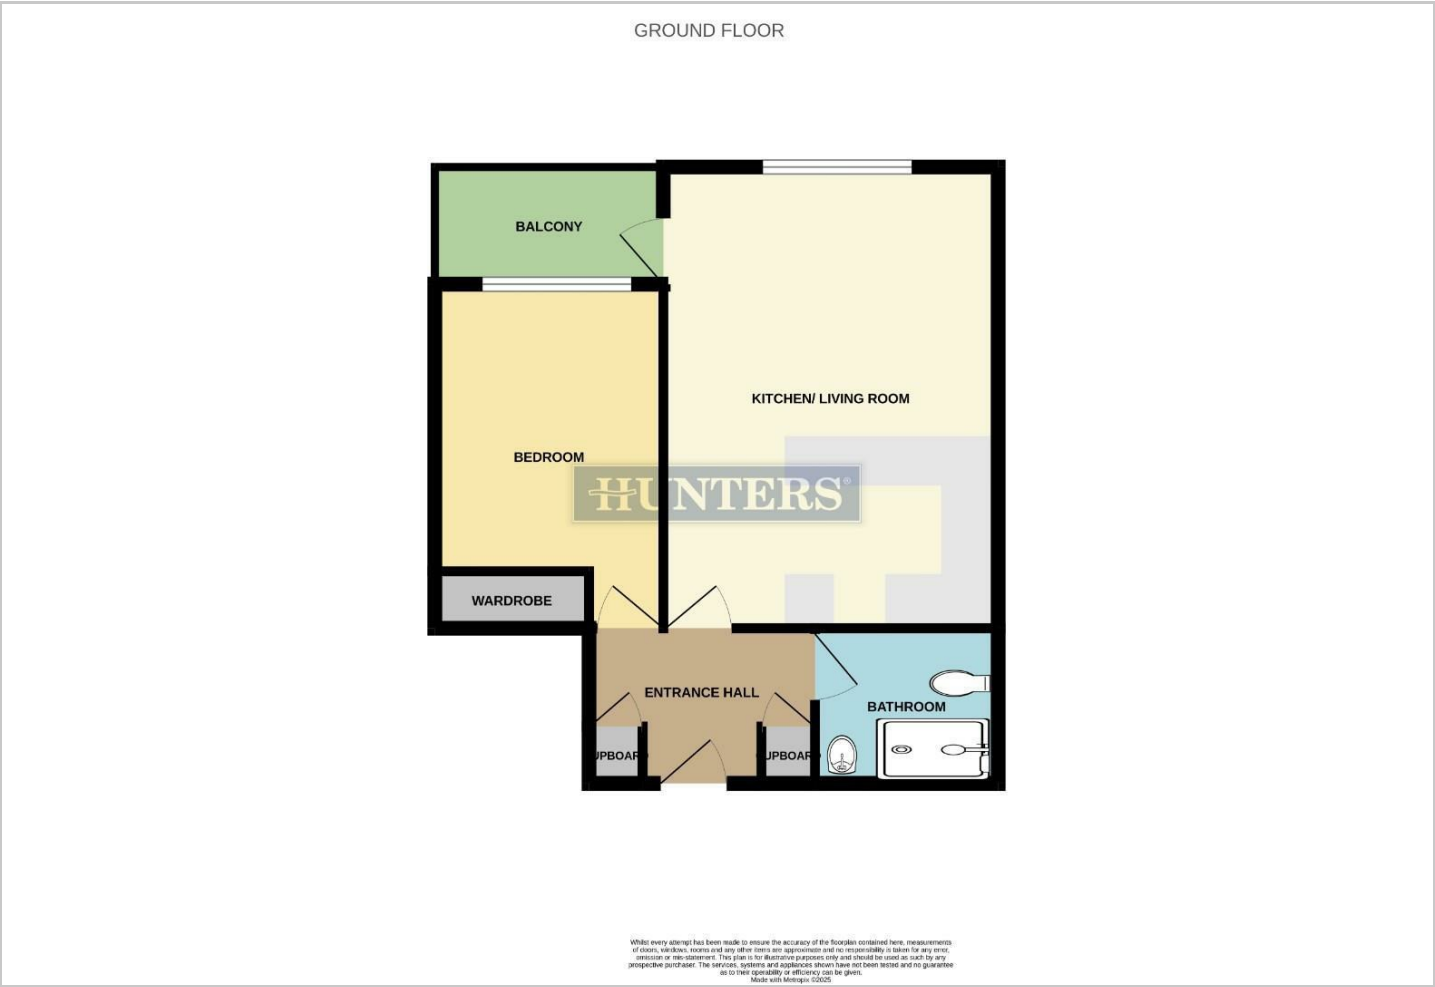 GROUND FLOOR
BALCONY
KITCHEN/ LIVING ROOM
BEDROOM
HUNTERS®
WARDROBE
ENTRANCE HALL
BATHROOM
UPBOAR
UPBOAR
Whilst every attempt has been made to ensure the accuracy of the floorplan contained here, measurements
of doors, windows, rooms and any other items are approximate and no responsibility is taken for any error,
omission or mis-statement. This plan is for illustrative purposes only and should be used as such by any
prospective purchaser. The services, systems and appliances shown have not been tested and no guarantee
as to their operability or efficiency can be given.
Made with Metropix ©2025